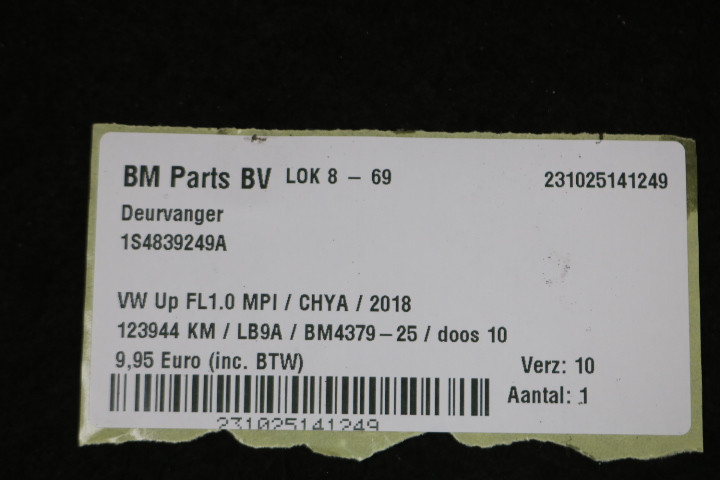 BM Parts BV LOK 8 - 69 231025141249
Deurvanger
1S4839249A
VW Up FL1.0 MPI / CHYA / 2018
123944 KM / LB9A / BM4379-25 / doos 10
9,95 Euro (inc. BTW) Verz: 10
Aantal: 1
231025141249